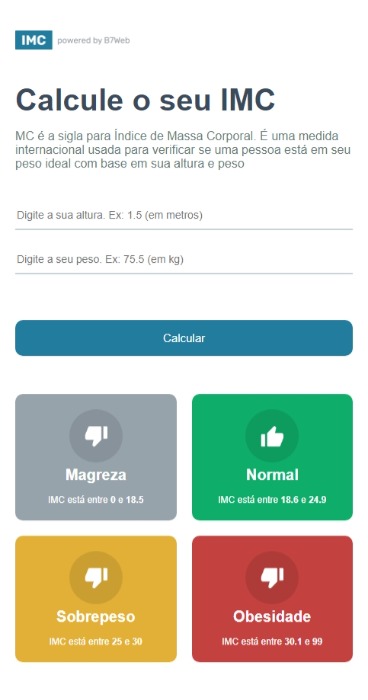 IMC powered by B7Web
Calcule o seu IMC
MC é a sigla para Índice de Massa Corporal. É uma medida
internacional usada para verificar se uma pessoa está em seu
peso ideal com base em sua altura e peso
Digite a sua altura. Ex: 1.5 (em metros)
Digite a seu peso. Ex: 75.5 (em kg)
Calcular
Magreza
IMC está entre 0 e 18.5
Normal
IMC está entre 18.6 e 24.9
Sobrepeso
IMC está entre 25 e 30
Obesidade
IMC está entre 30.1 e 99